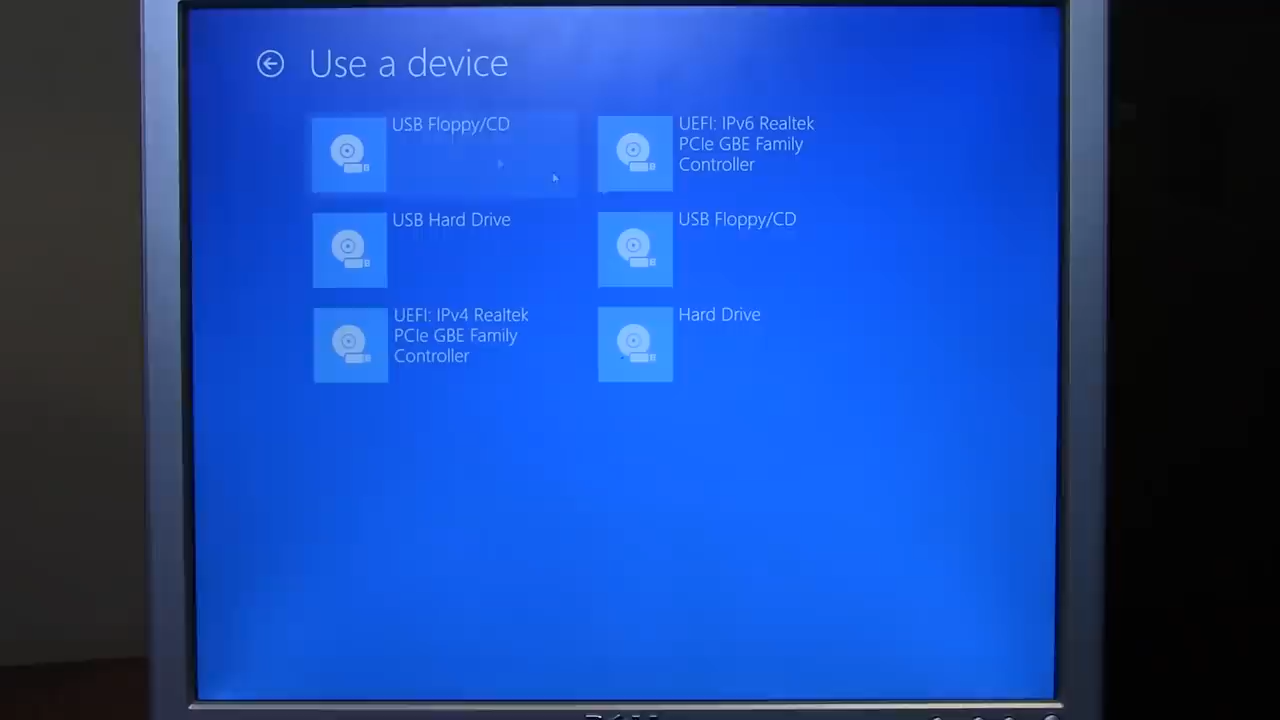 Use a device
USB Floppy/CD
USB Hard Drive
UEFI: IPv4 Realtek
PCIe GBE Family
Controller
UEFI: IPv6 Realtek
PCIe GBE Family
Controller
USB Floppy/CD
Hard Drive